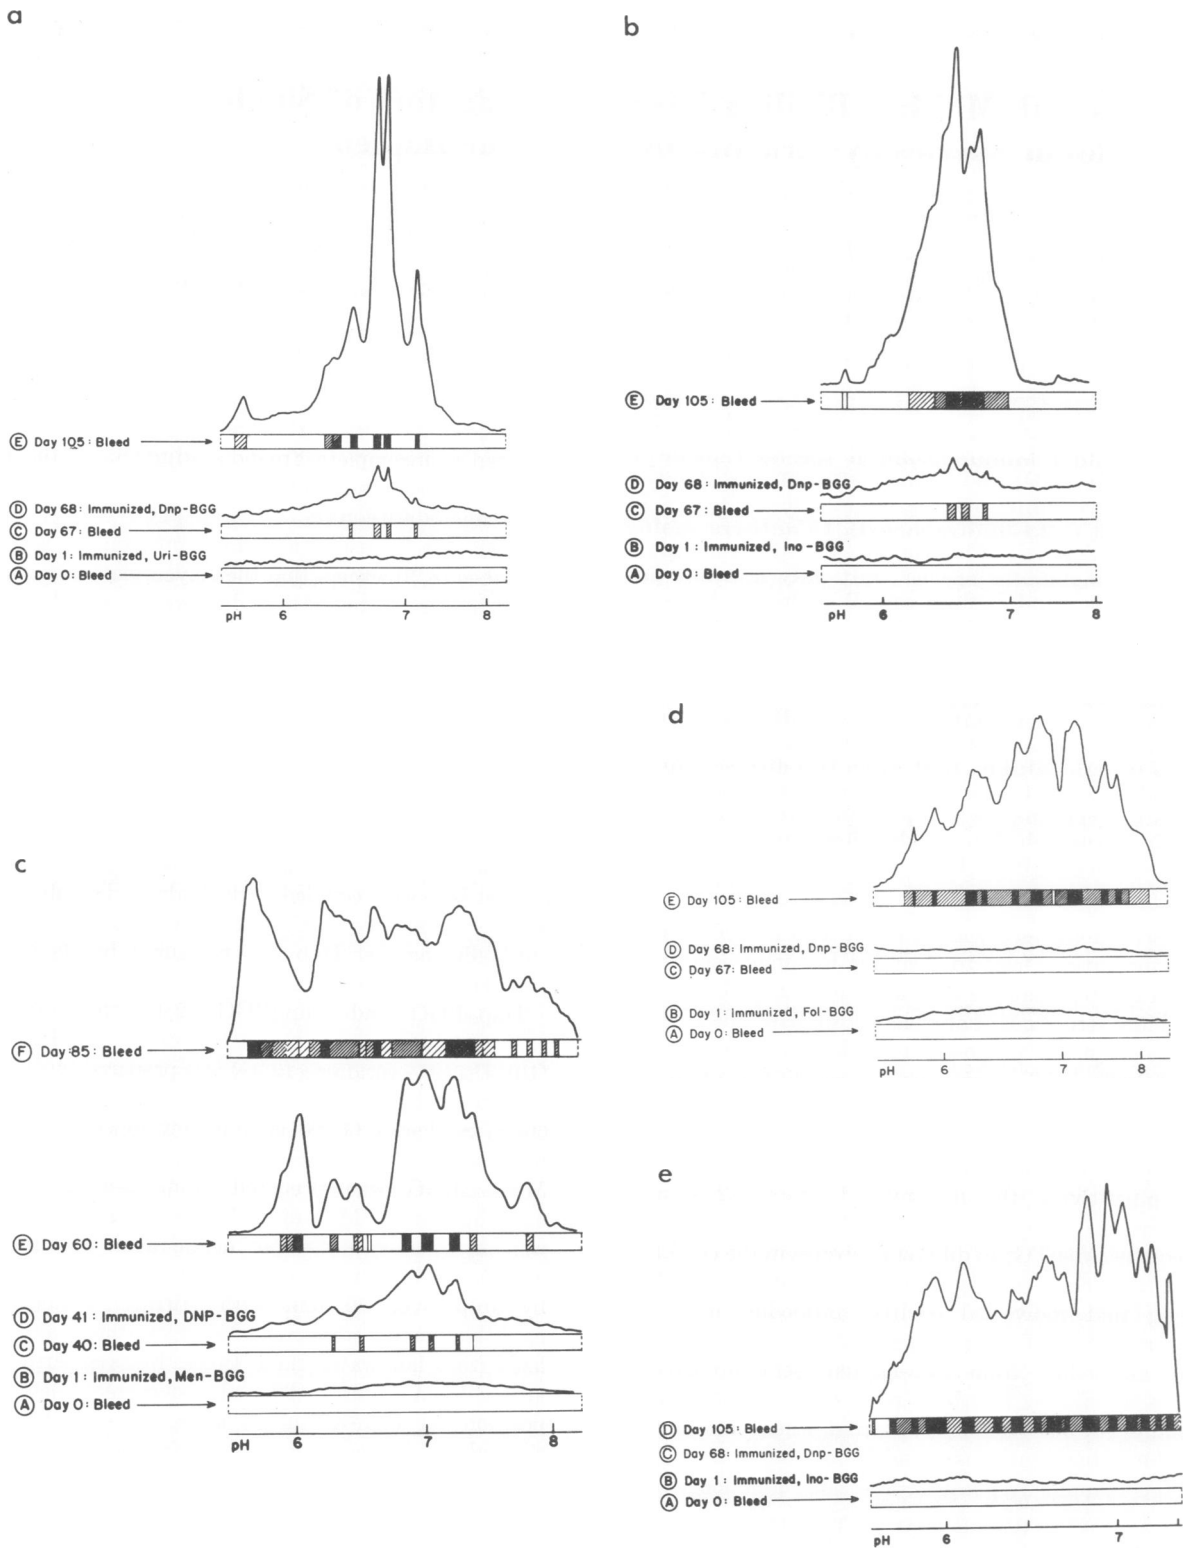 a
Ⓔ Day 105: Bleed
Ⓓ Day 68: Immunized, Dnp-BGG
Ⓒ Day 67: Bleed
Ⓑ Day 1: Immunized, Uri-BGG
Ⓐ Day 0: Bleed
pH 6 7 8
b
Ⓔ Day 105: Bleed
Ⓓ Day 68: Immunized, Dnp-BGG
Ⓒ Day 67: Bleed
Ⓑ Day 1: Immunized, Ino-BGG
Ⓐ Day 0: Bleed
pH 6 7 8
c
Ⓕ Day 85: Bleed
Ⓔ Day 60: Bleed
Ⓓ Day 41: Immunized, DNP-BGG
Ⓒ Day 40: Bleed
Ⓑ Day 1: Immunized, Men-BGG
Ⓐ Day 0: Bleed
pH 6 7 8
d
Ⓔ Day 105: Bleed
Ⓓ Day 68: Immunized, Dnp-BGG
Ⓒ Day 67: Bleed
Ⓑ Day 1: Immunized, Fol-BGG
Ⓐ Day 0: Bleed
pH 6 7 8
e
Ⓓ Day 105: Bleed
Ⓒ Day 68: Immunized, Dnp-BGG
Ⓑ Day 1: Immunized, Ino-BGG
Ⓐ Day 0: Bleed
pH 6 7